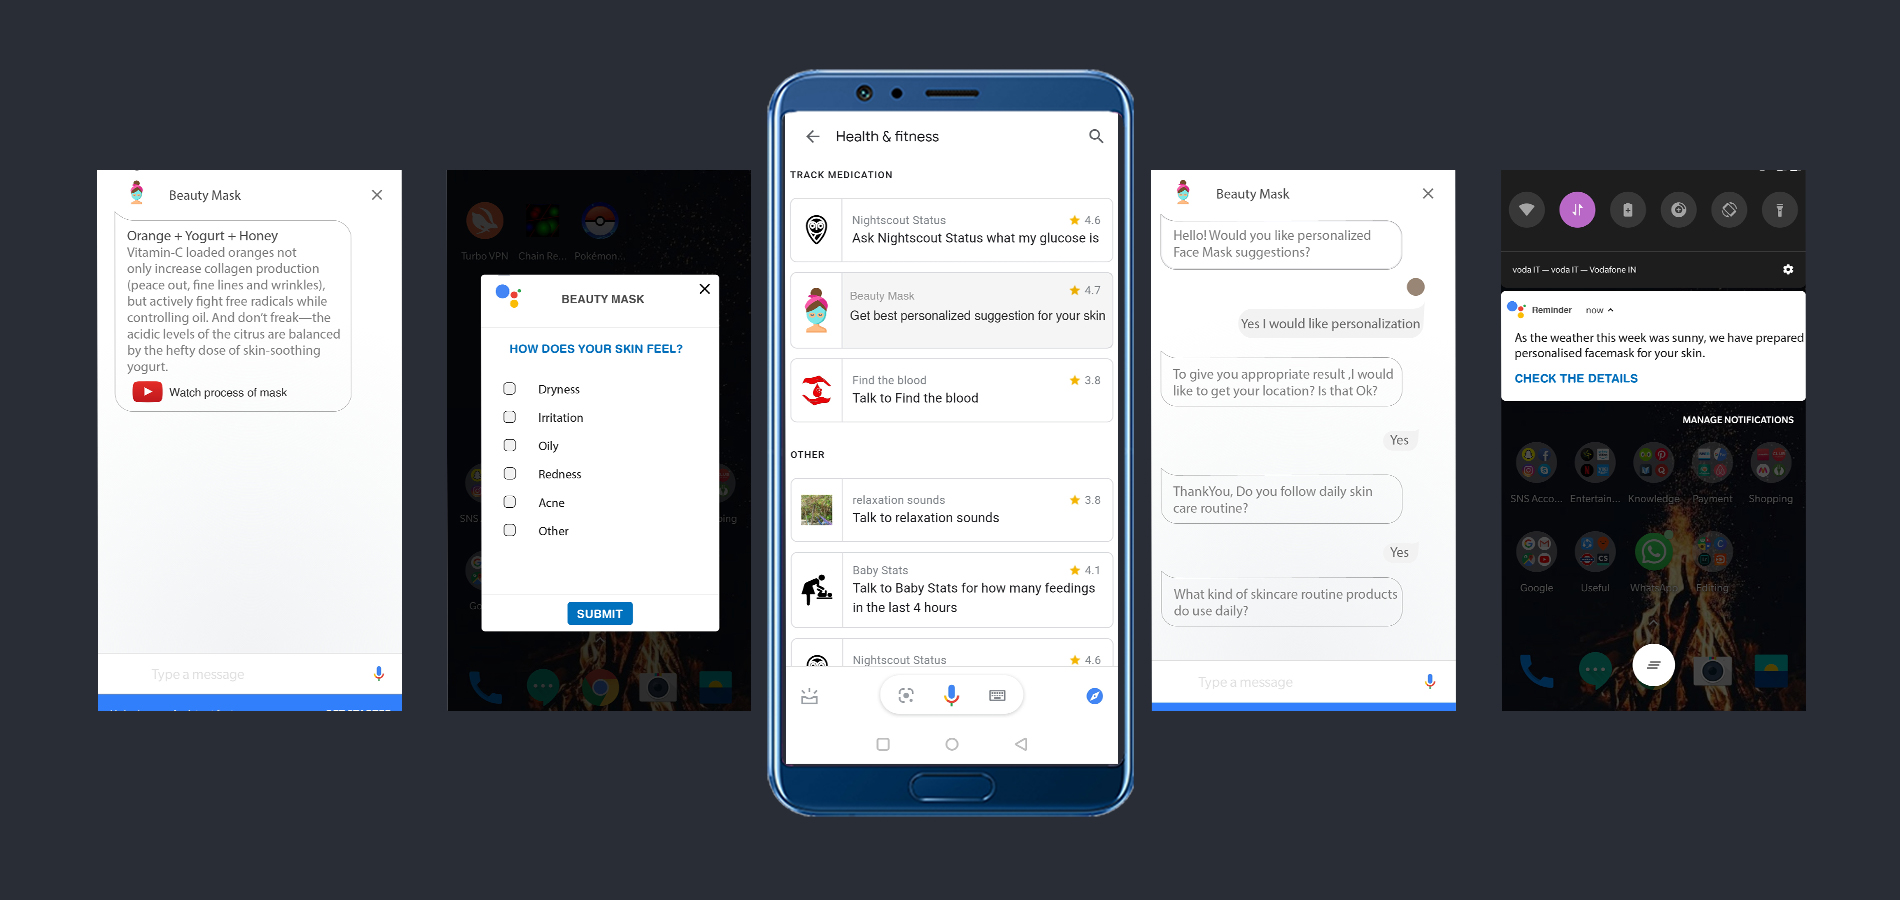 Beauty Mask
Orange + Yogurt + Honey
Vitamin-C loaded oranges not
only increase collagen production
(peace out, fine lines and wrinkles),
but actively fight free radicals while
controlling oil. And don't freak—the
acidic levels of the citrus are balanced
by the hefty dose of skin-soothing
yogurt.
Watch process of mask
Type a message
Turbo VPN
Chain Re...
Pokémon...
BEAUTY MASK
HOW DOES YOUR SKIN FEEL?
Dryness
Irritation
Oily
Redness
Acne
Other
SUBMIT
Health & fitness
TRACK MEDICATION
Nightscout Status
4.6
Ask Nightscout Status what my glucose is
Beauty Mask
4.7
Get best personalized suggestion for your skin
Find the blood
3.8
Talk to Find the blood
OTHER
relaxation sounds
3.8
Talk to relaxation sounds
Baby Stats
4.1
Talk to Baby Stats for how many feedings
in the last 4 hours
Nightscout Status
4.6
Beauty Mask
Hello! Would you like personalized
Face Mask suggestions?
Yes I would like personalization
To give you appropriate result ,I would
like to get your location? Is that Ok?
Yes
ThankYou, Do you follow daily skin
care routine?
Yes
What kind of skincare routine products
do use daily?
Type a message
voda IT — voda IT — Vodafone IN
Reminder now
As the weather this week was sunny, we have prepared
personalised facemask for your skin.
CHECK THE DETAILS
MANAGE NOTIFICATIONS
SNS Acco...
Entertain...
Knowledge
Payment
Shopping
Google
Useful
WhatsApp
Editing